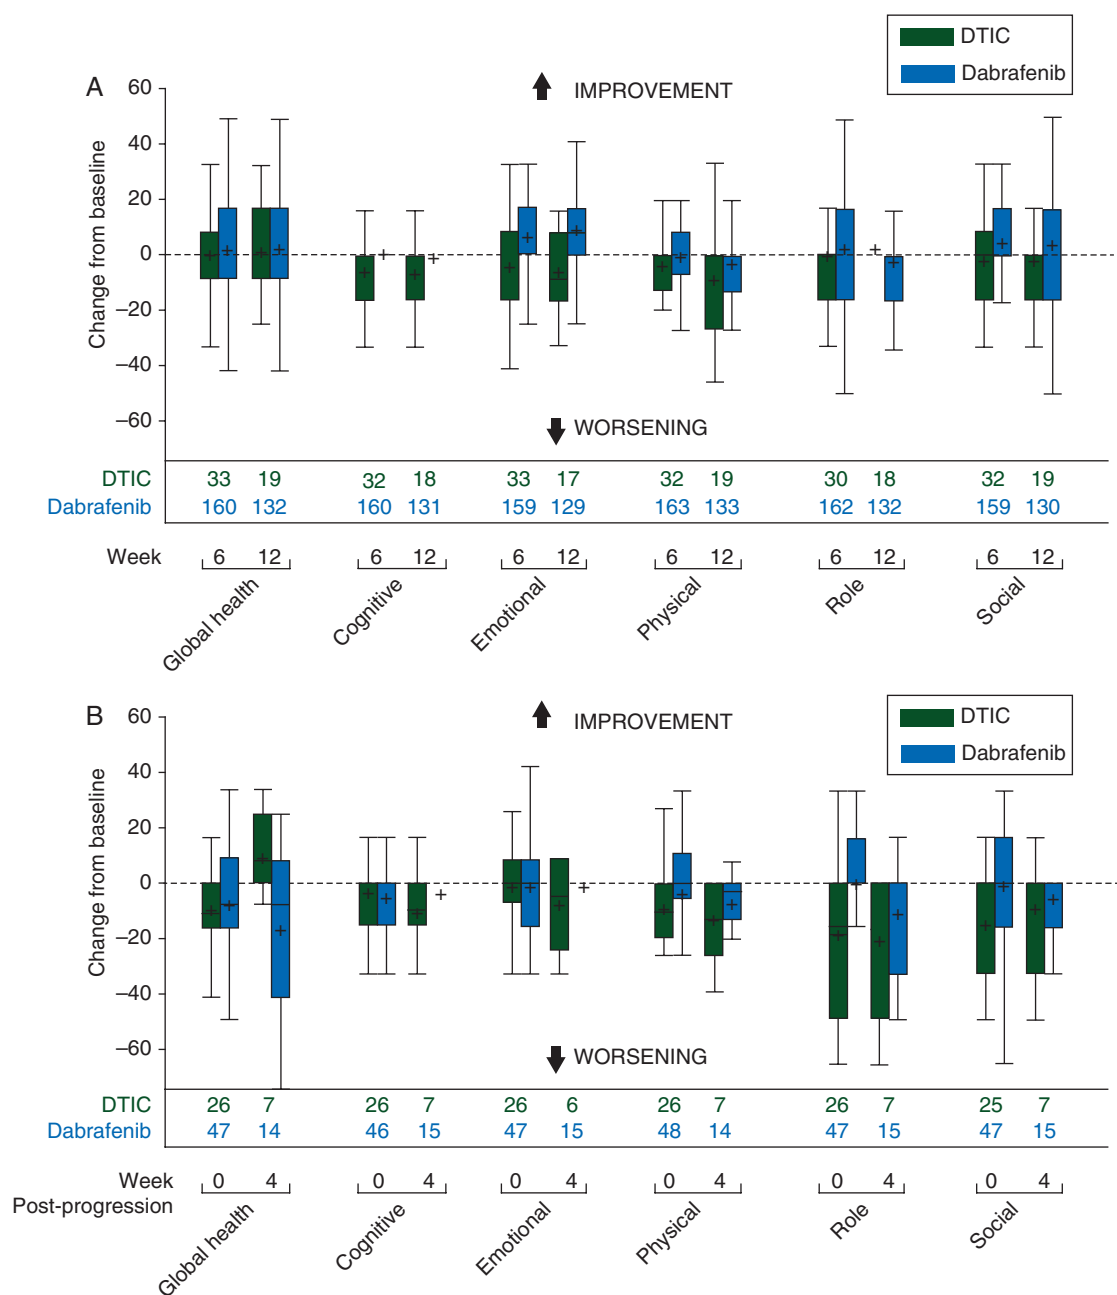 DTIC
Dabrafenib
A
IMPROVEMENT
Change from baseline
60
40
20
0
–20
–40
–60
WORSENING
DTIC 33 19 32 18 33 17 32 19 30 18 32 19
Dabrafenib 160 132 160 131 159 129 163 133 162 132 159 130
Week 6 12 6 12 6 12 6 12 6 12 6 12
Global health Cognitive Emotional Physical Role Social
B
IMPROVEMENT
DTIC
Dabrafenib
Change from baseline
60
40
20
0
–20
–40
–60
WORSENING
DTIC 26 7 26 7 26 6 26 7 26 7 25 7
Dabrafenib 47 14 46 15 47 15 48 14 47 15 47 15
Week 0 4 0 4 0 4 0 4 0 4 0 4
Post-progression
Global health Cognitive Emotional Physical Role Social